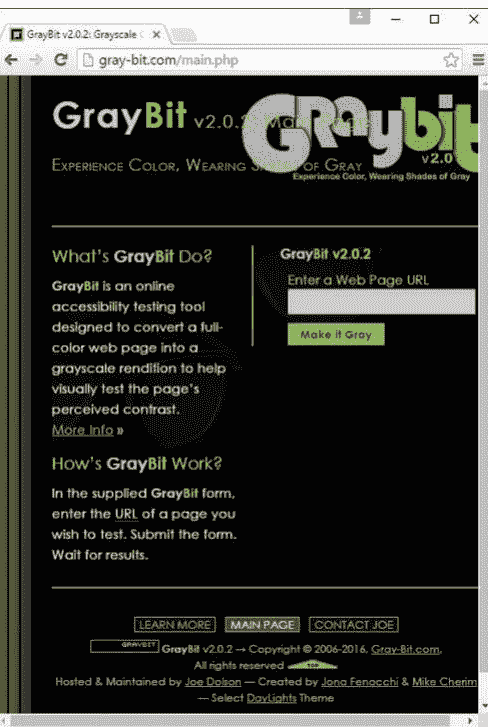 GrayBit v2.0.2: Grayscale C
gray-bit.com/main.php
GrayBit v2.0.2: Main Page
Graybit
v2.0
Experience Color, Wearing Shades of Gray
Experience Color, Wearing Shades of Gray
What's GrayBit Do?
GrayBit is an online
accessibility testing tool
designed to convert a full-
color web page into a
grayscale rendition to help
visually test the page's
perceived contrast.
More Info »
How's GrayBit Work?
In the supplied GrayBit form,
enter the URL of a page you
wish to test. Submit the form.
Wait for results.
GrayBit v2.0.2
Enter a Web Page URL
Make it Gray
LEARN MORE MAIN PAGE CONTACT JOE
GRAYBIT GrayBit v2.0.2 → Copyright © 2006-2016, Gray-Bit.com.
All rights reserved TOP
Hosted & Maintained by Joe Dolson — Created by Jona Fenocchi & Mike Cherim
— Select DayLights Theme